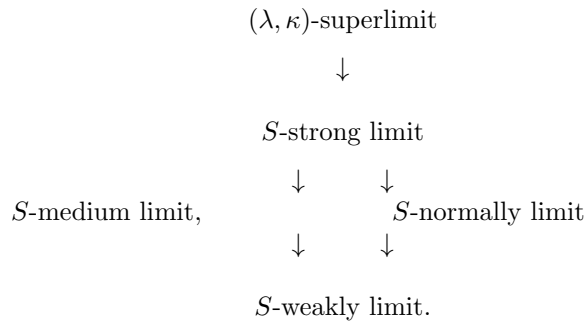 (λ, κ)-superlimit
↓
S-strong limit
↓ ↓
S-medium limit, S-normally limit
↓ ↓
S-weakly limit.